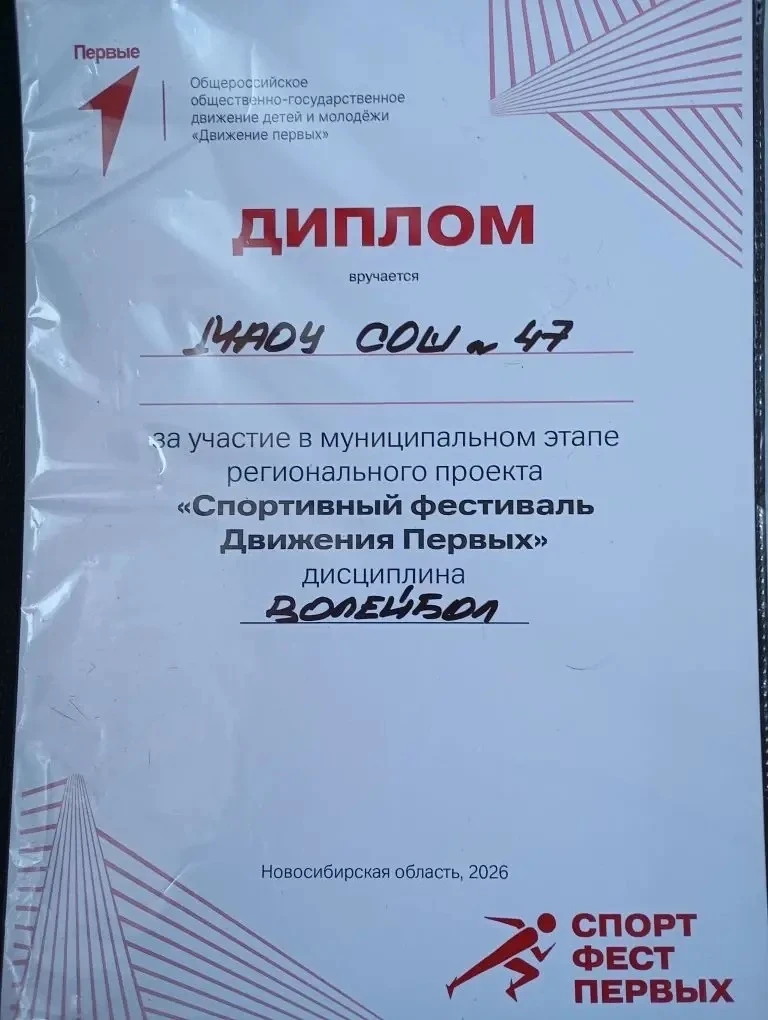 Первые
Общероссийское
общественно-государственное
движение детей и молодёжи
«Движение первых»
ДИПЛОМ
вручается
МАОУ СОШ № 47
за участие в муниципальном этапе
регионального проекта
«Спортивный фестиваль
Движения Первых»
дисциплина
ВОЛЕЙБОЛ
Новосибирская область, 2026
СПОРТ
ФЕСТ
ПЕРВЫХ